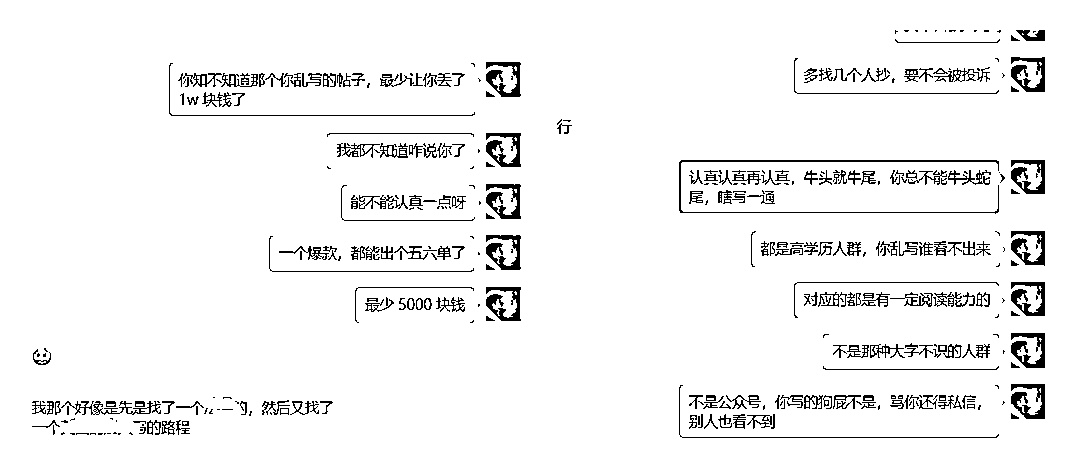 你知不知道那个你乱写的帖子，最少让你丢了
1w 块钱了
我都不知道咋说你了
能不能认真一点呀
一个爆款，都能出个五六单了
最少 5000 块钱
我那个好像是先是找了一个 的，然后又找了
一个 写的路程
多找几个人抄，要不会被投诉
行
认真认真再认真，牛头就牛尾，你总不能牛头蛇
尾，瞎写一通
都是高学历人群，你乱写谁看不出来
对应的都是有一定阅读能力的
不是那种大字不识的人群
不是公众号，你写的狗屁不是，骂你还得私信，
别人也看不到